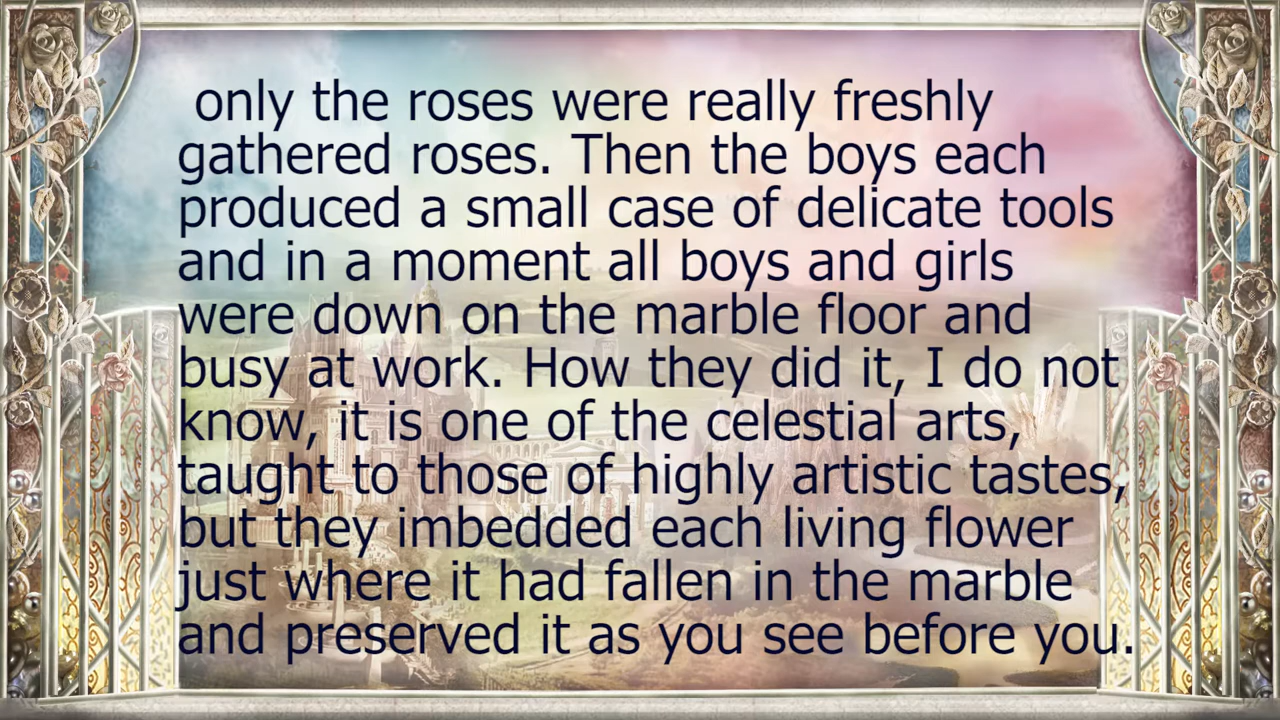 only the roses were really freshly
gathered roses. Then the boys each
produced a small case of delicate tools
and in a moment all boys and girls
were down on the marble floor and
busy at work. How they did it, I do not
know, it is one of the celestial arts,
taught to those of highly artistic tastes,
but they imbedded each living flower
just where it had fallen in the marble
and preserved it as you see before you.